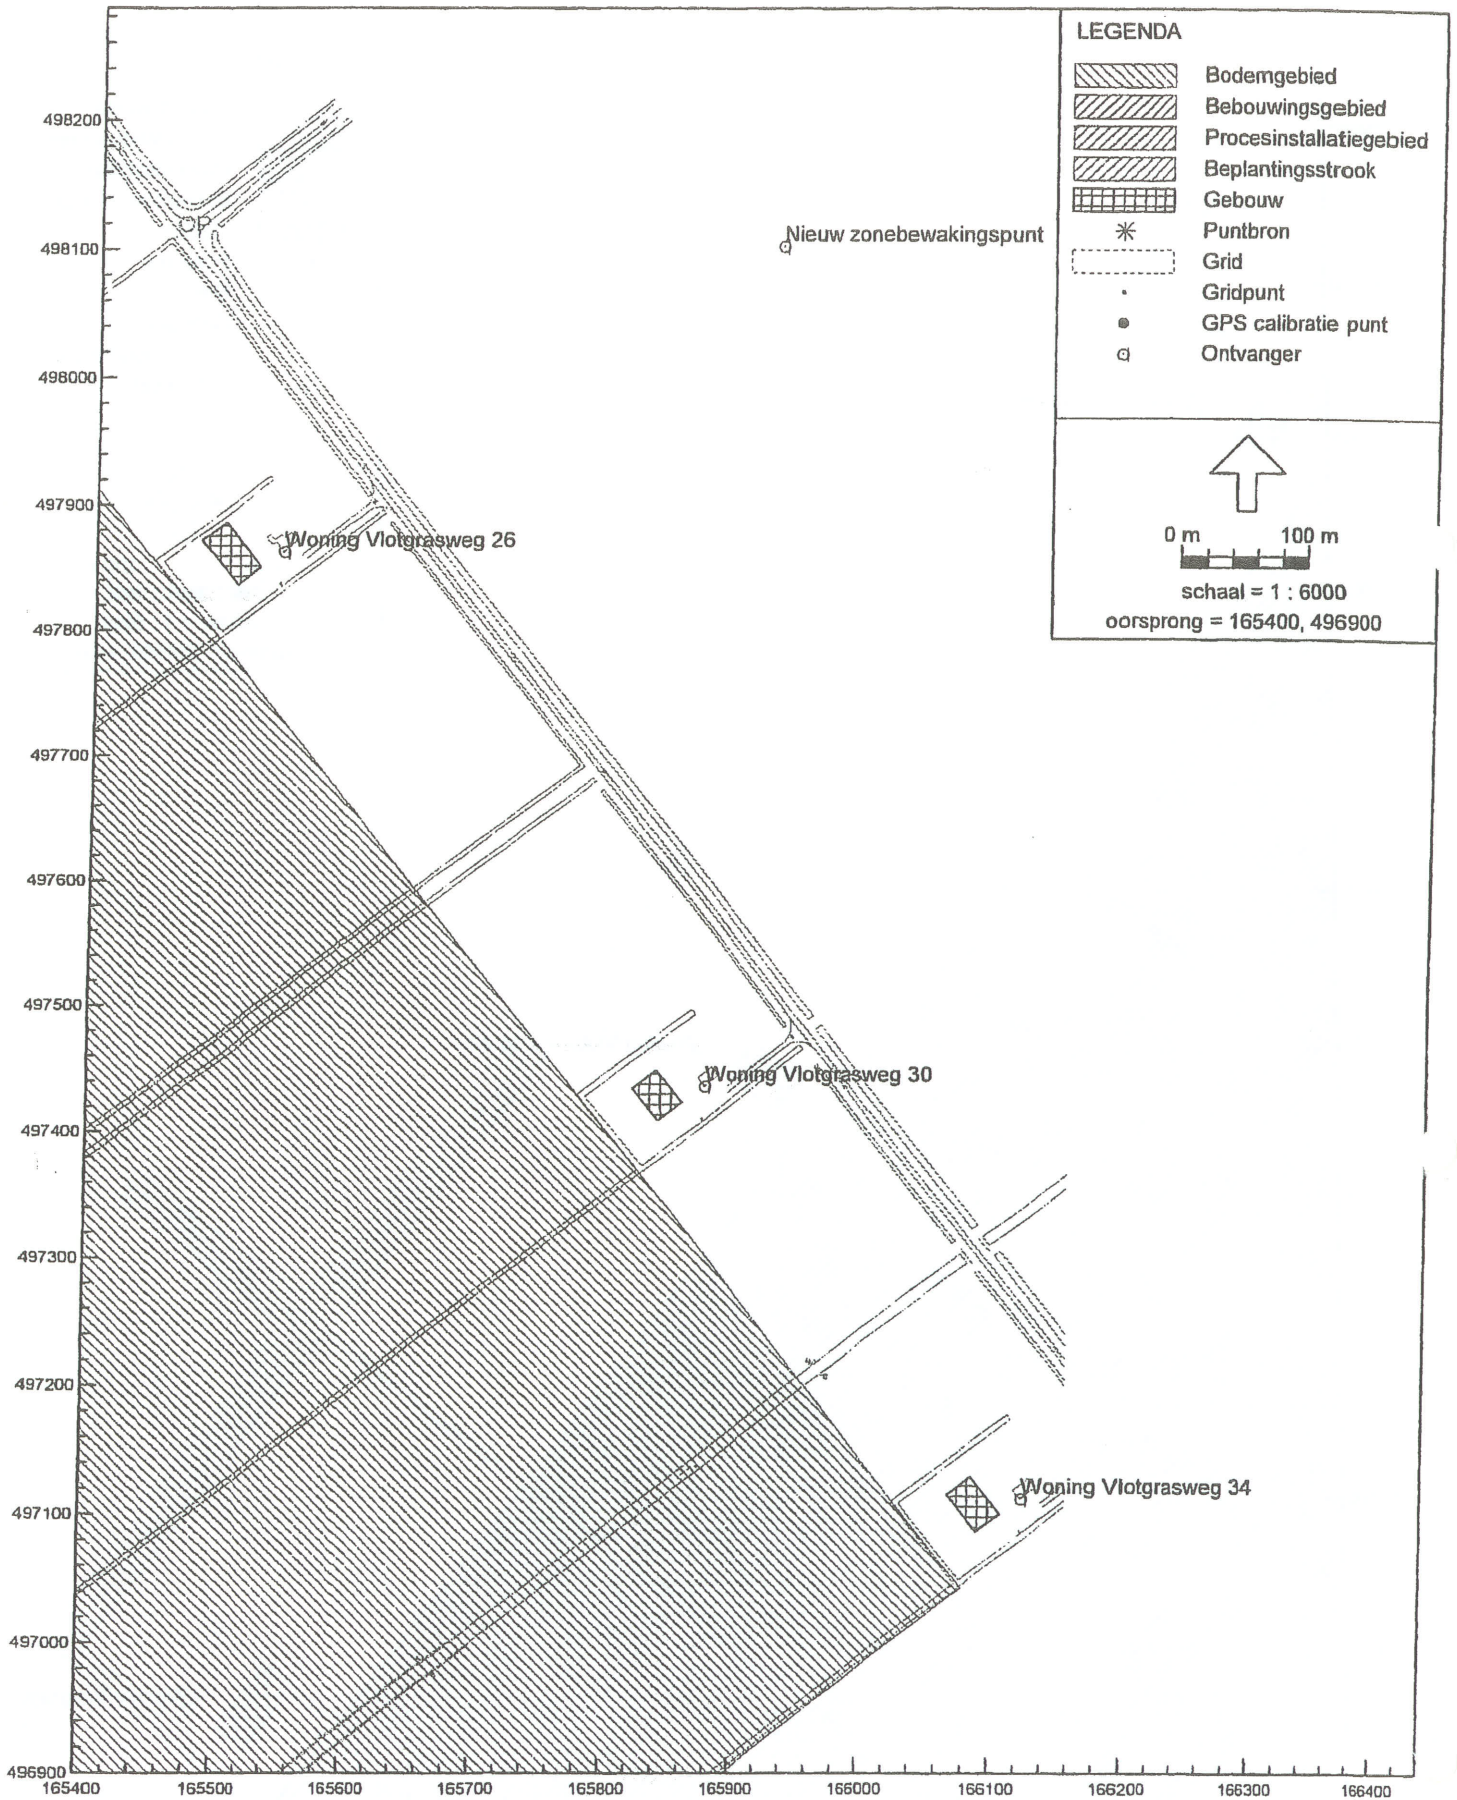 LEGENDA
Bodemgebied
Bebouwingsgebied
Procesinstallatiegebied
Beplantingsstrook
Gebouw
Puntbron
Grid
Gridpunt
GPS calibratie punt
Ontvanger
0 m 100 m
schaal = 1 : 6000
oorsprong = 165400, 496900
498200
OP
498100
Nieuw zonebewakingspunt
498000
497900
Woning Vlotgrasweg 26
497800
497700
497600
497500
Woning Vlotgrasweg 30
497400
497300
497200
Woning Vlotgrasweg 34
497100
497000
496900
165400 165500 165600 165700 165800 165900 166000 166100 166200 166300 166400